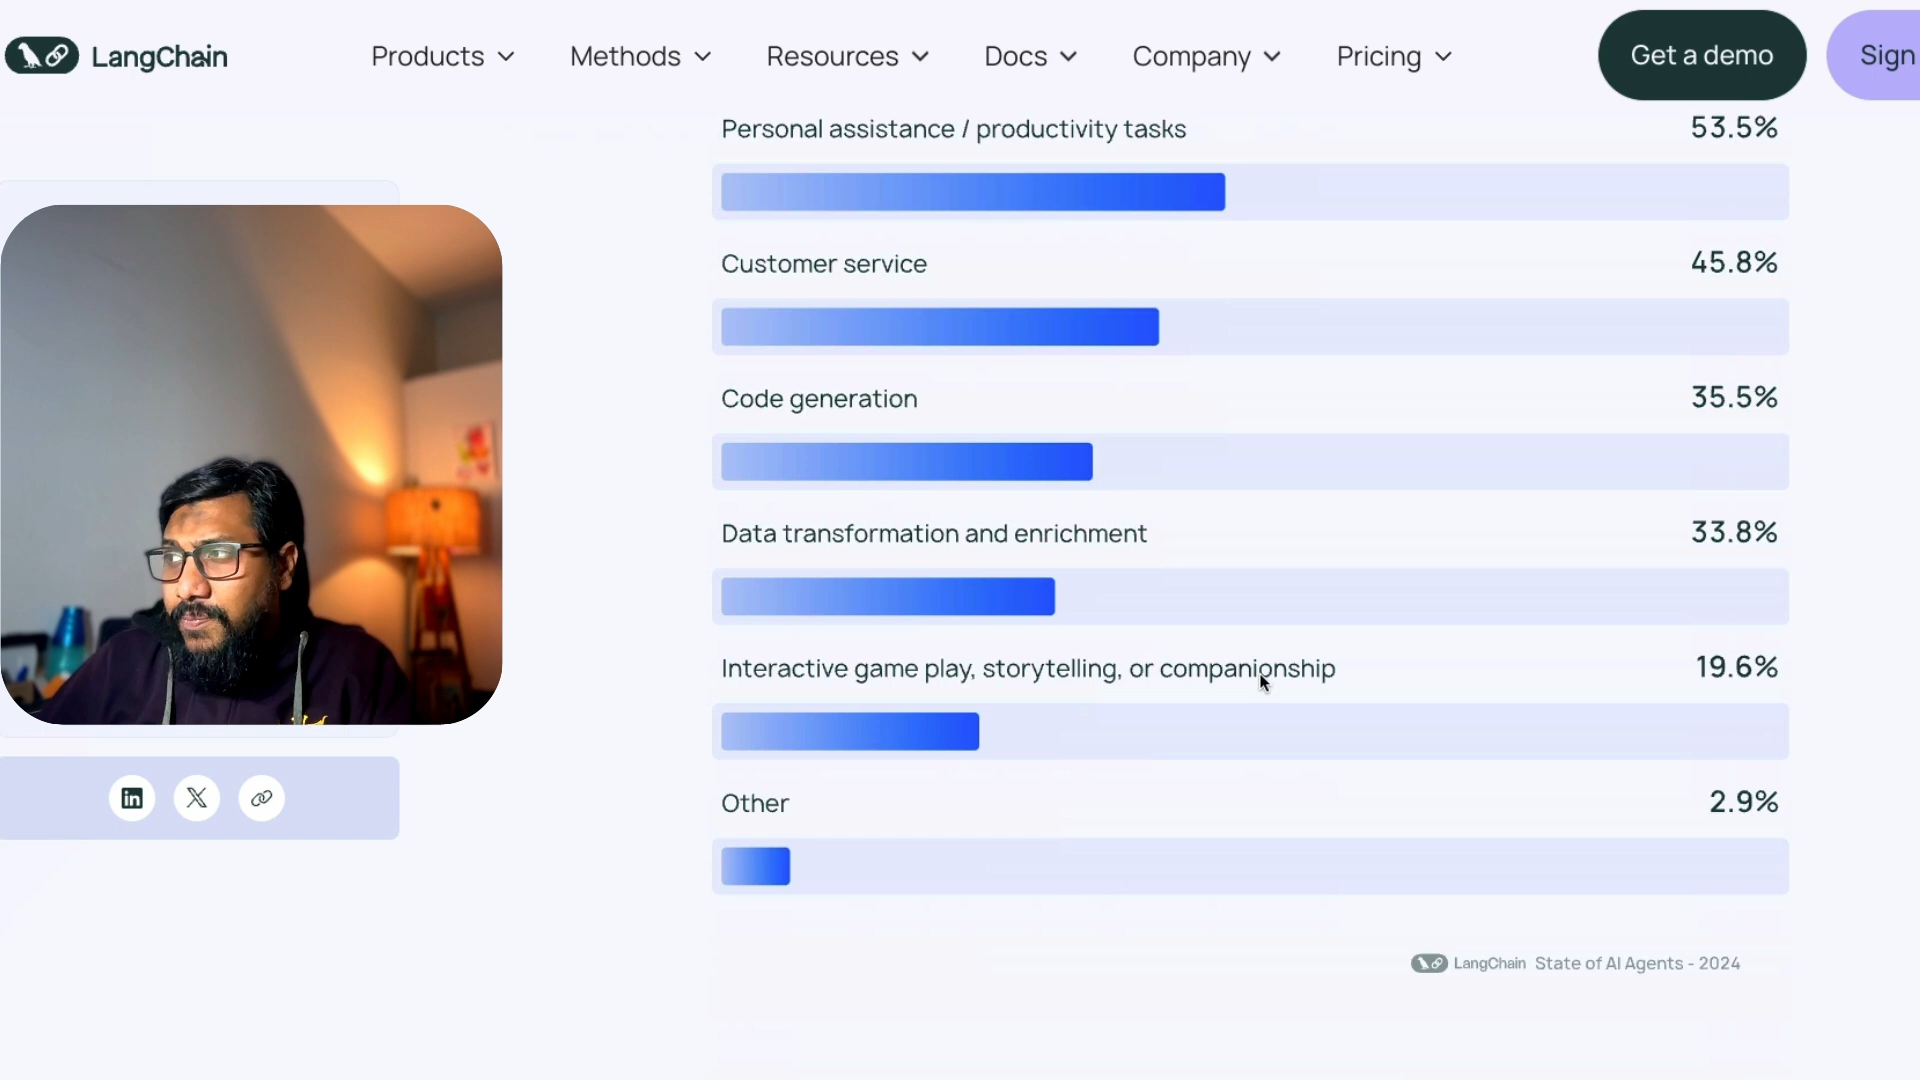 LangChain Products Methods Resources Docs Company Pricing Get a demo Sign
Personal assistance / productivity tasks 53.5%
Customer service 45.8%
Code generation 35.5%
Data transformation and enrichment 33.8%
Interactive game play, storytelling, or companionship 19.6%
in X
Other 2.9%
LangChain State of AI Agents - 2024